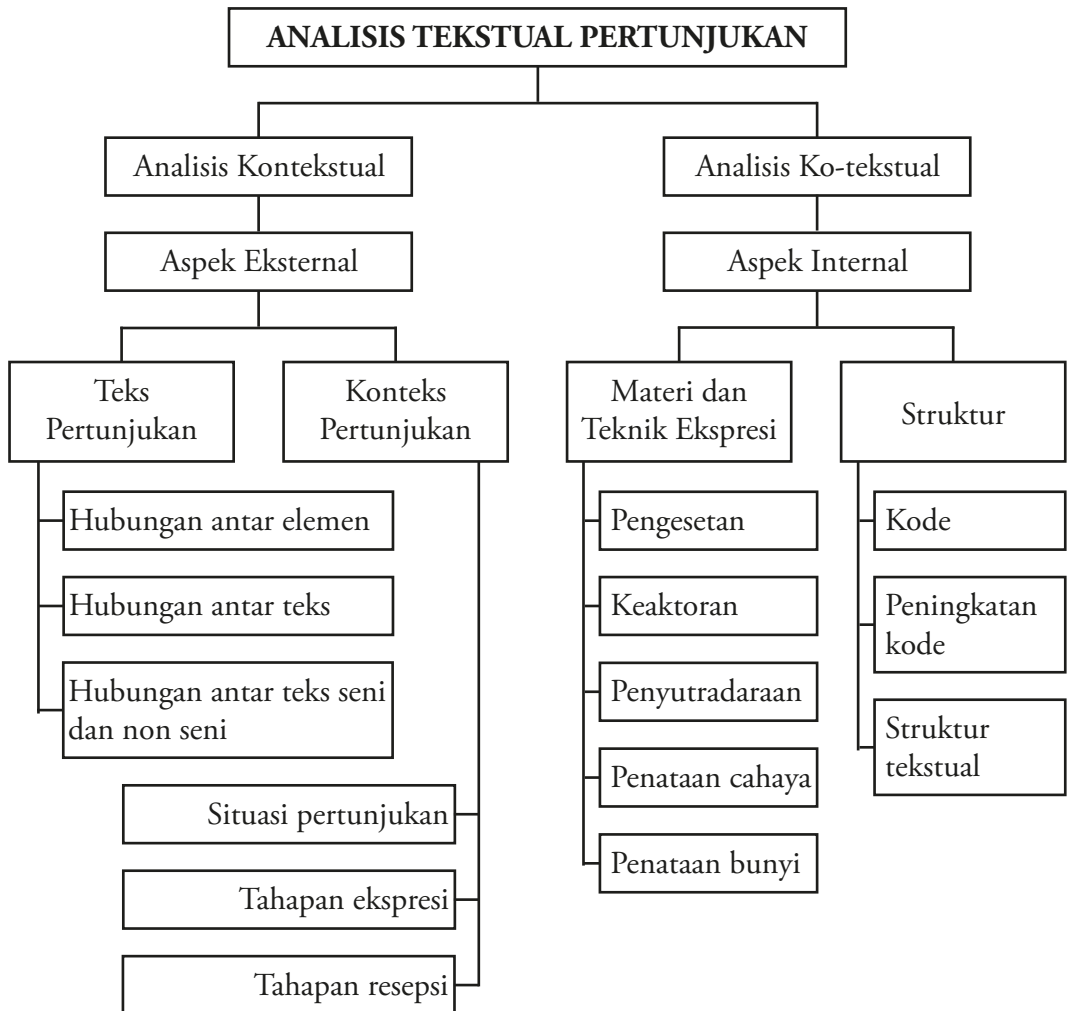 ANALISIS TEKSTUAL PERTUNJUKAN
Analisis Kontekstual
Analisis Ko-tekstual
Aspek Eksternal
Aspek Internal
Teks
Pertunjukan
Konteks
Pertunjukan
Materi dan
Teknik Ekspresi
Struktur
Hubungan antar elemen
Hubungan antar teks
Hubungan antar teks seni
dan non seni
Situasi pertunjukan
Tahapan ekspresi
Tahapan resepsi
Pengesetan
Keaktoran
Penyutradaraan
Penataan cahaya
Penataan bunyi
Kode
Peningkatan
kode
Struktur
tekstual